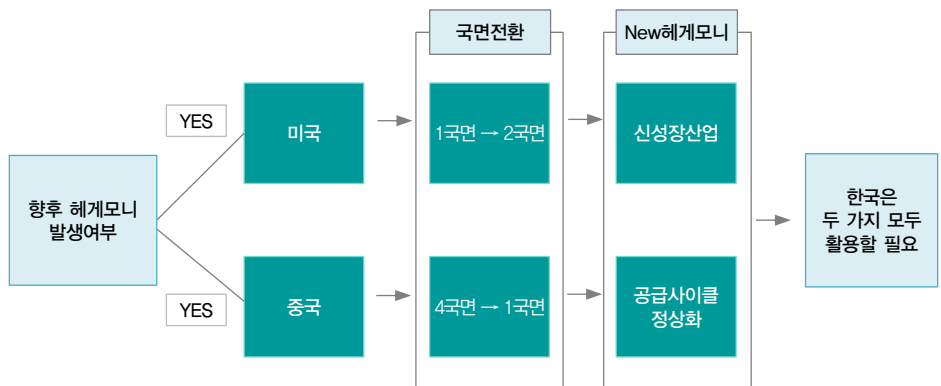 국면전환
New헤게모니
YES
미국
1국면 → 2국면
신성장산업
향후 헤게모니
발생여부
한국은
두 가지 모두
활용할 필요
YES
중국
4국면 → 1국면
공급사이클
정상화